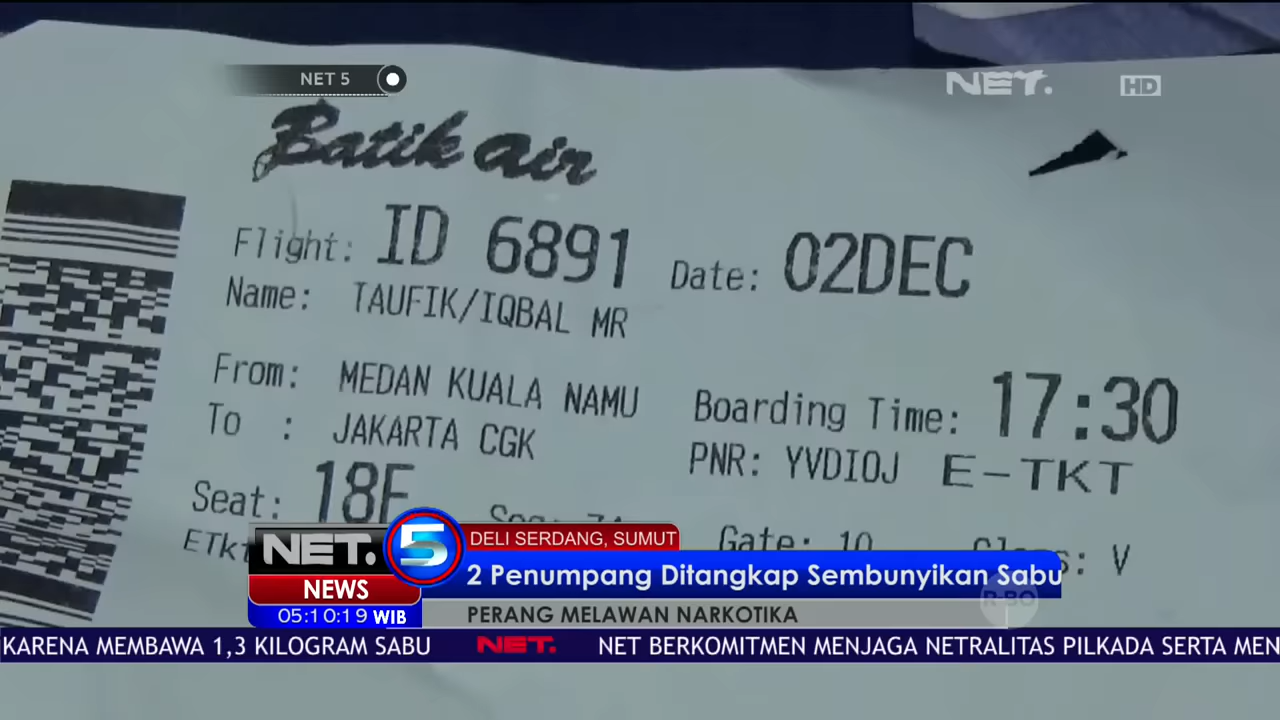 NET 5
NET.
HD
Batik air
Flight: ID 6891 Date: 02DEC
Name: TAUFIK/IQBAL MR
From: MEDAN KUALA NAMU
Boarding Time: 17:30
To : JAKARTA CGK
PNR: YVDIOJ E-TKT
Seat: 18F
Gate: 10
: V
ETkt
NET. 5
NEWS
05:10:19 WIB
DELI SERDANG, SUMUT
2 Penumpang Ditangkap Sembunyikan Sabu
R-BO
PERANG MELAWAN NARKOTIKA
KARENA MEMBAWA 1,3 KILOGRAM SABU NET. NET BERKOMITMEN MENJAGA NETRALITAS PILKADA SERTA MEN